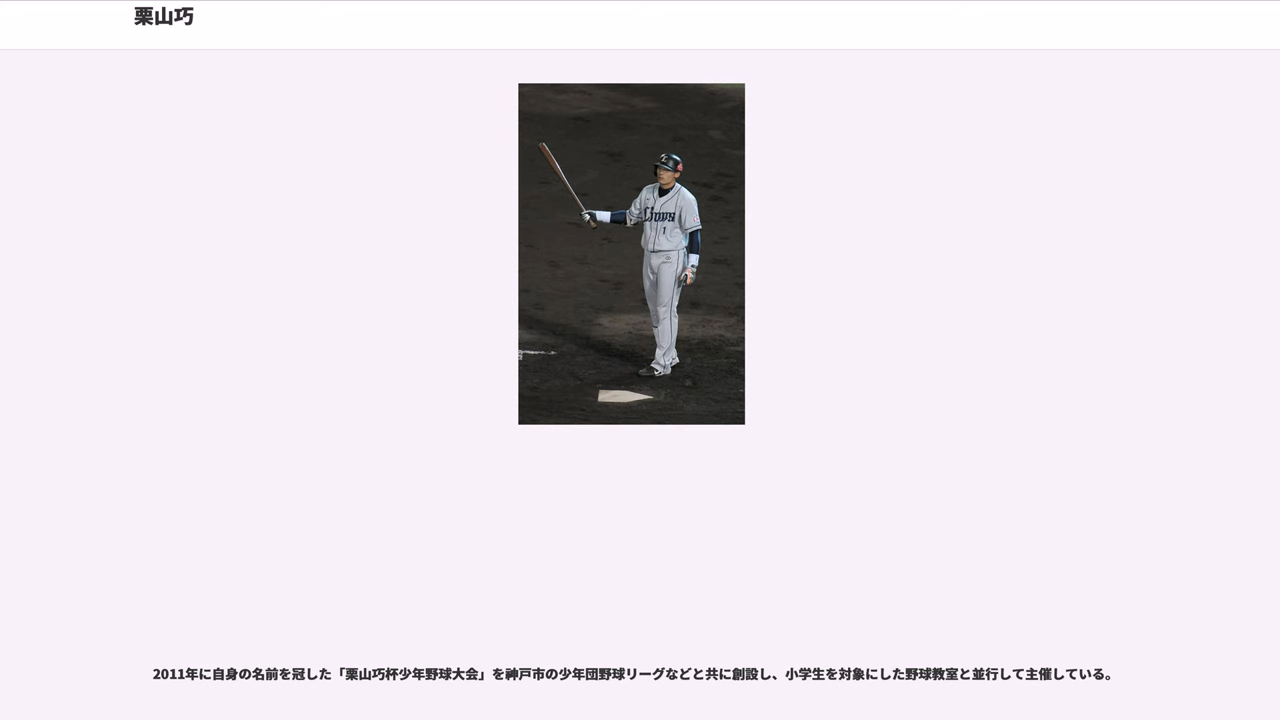 栗山巧
Lions
1
2011年に自身の名前を冠した「栗山巧杯少年野球大会」を神戸市の少年団野球リーグなどと共に創設し、小学生を対象にした野球教室と並行して主催している。